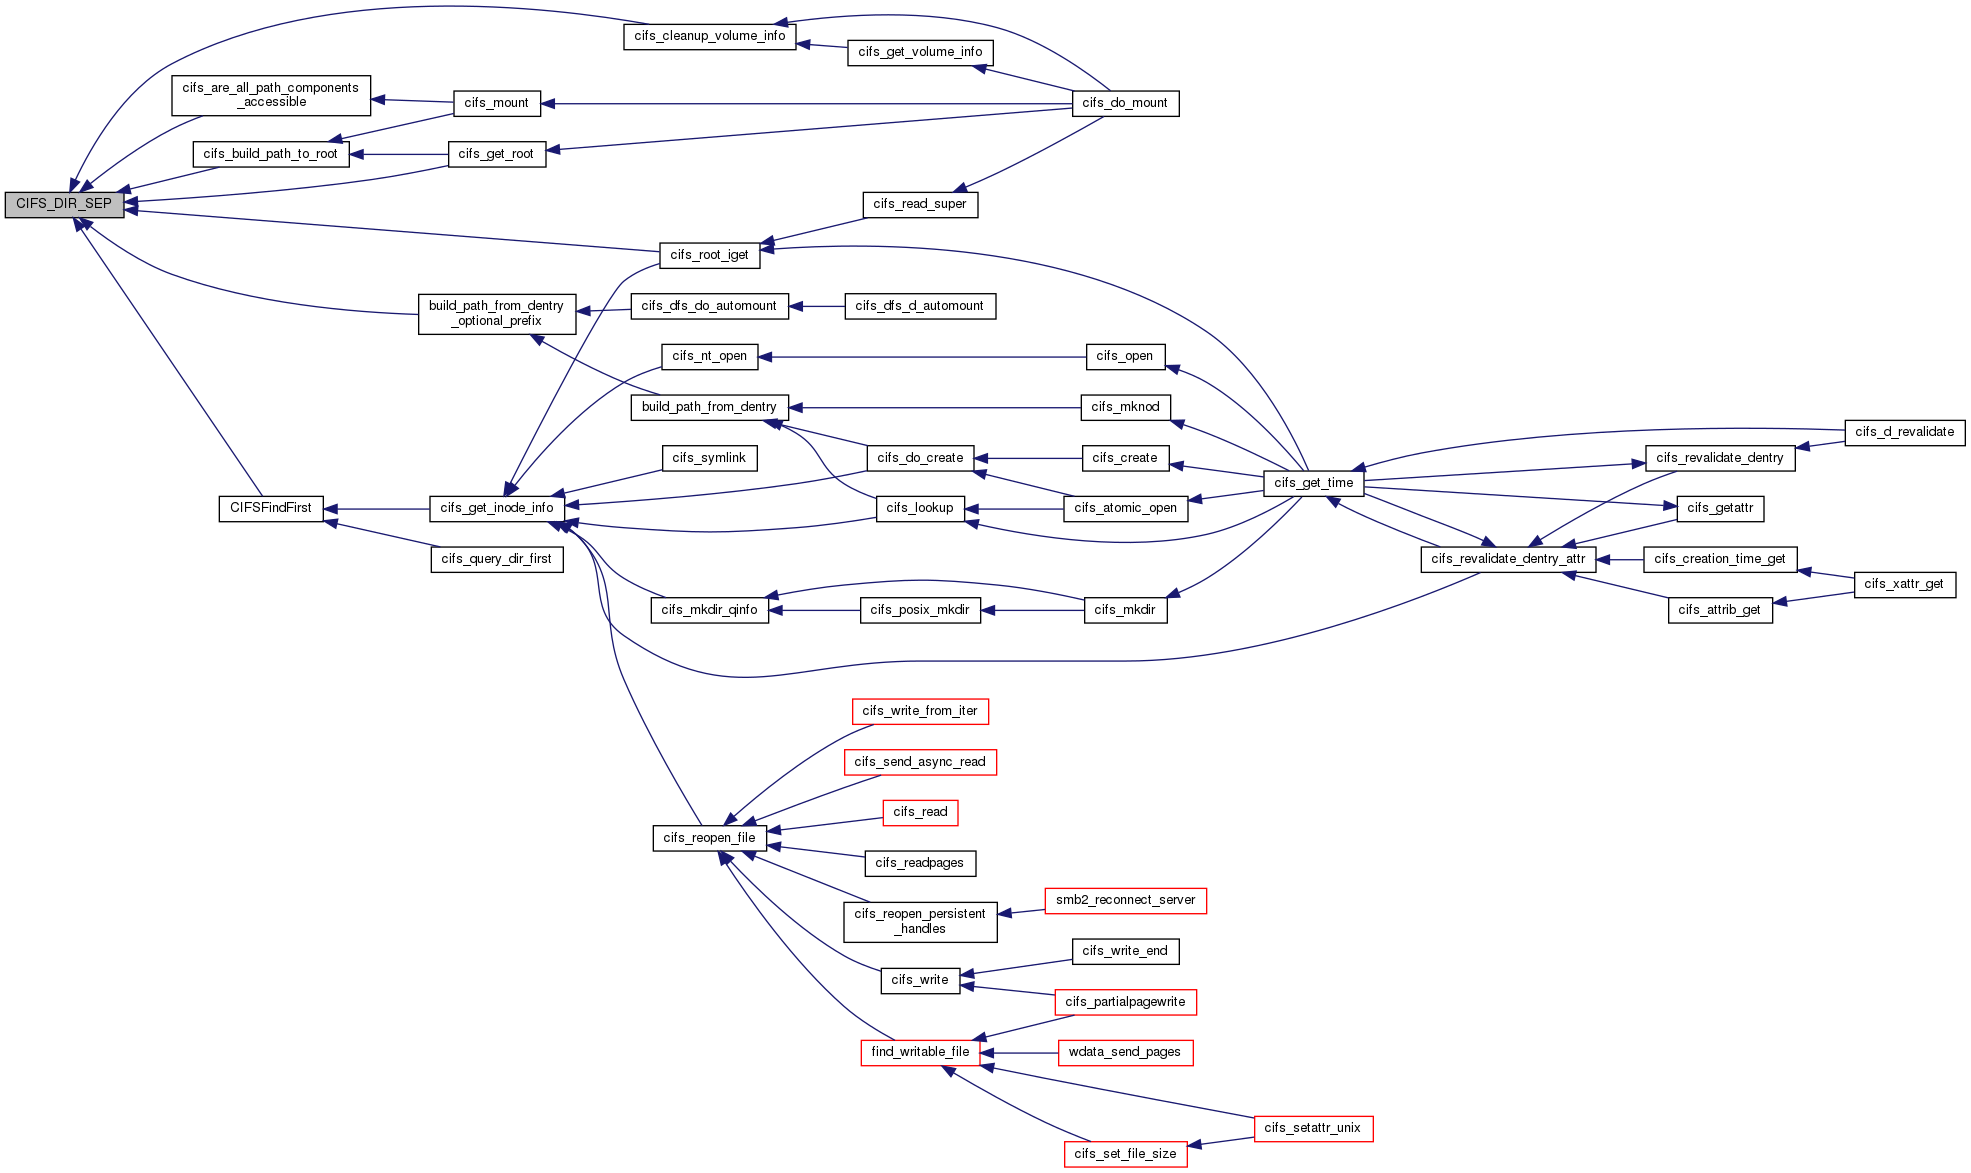 cifs_cleanup_volume_info
cifs_get_volume_info
cifs_are_all_path_components
_accessible
cifs_mount
cifs_do_mount
cifs_build_path_to_root
cifs_get_root
CIFS_DIR_SEP
cifs_read_super
cifs_root_iget
build_path_from_dentry
_optional_prefix
cifs_dfs_do_automount
cifs_dfs_d_automount
cifs_nt_open
cifs_open
build_path_from_dentry
cifs_mknod
cifs_d_revalidate
cifs_symlink
cifs_do_create
cifs_create
cifs_revalidate_dentry
cifs_get_time
CIFSFindFirst
cifs_get_inode_info
cifs_lookup
cifs_atomic_open
cifs_getattr
cifs_query_dir_first
cifs_revalidate_dentry_attr
cifs_creation_time_get
cifs_xattr_get
cifs_mkdir_qinfo
cifs_posix_mkdir
cifs_mkdir
cifs_attrib_get
cifs_write_from_iter
cifs_send_async_read
cifs_read
cifs_reopen_file
cifs_readpages
cifs_reopen_persistent
_handles
smb2_reconnect_server
cifs_write_end
cifs_write
cifs_partialpagewrite
find_writable_file
wdata_send_pages
cifs_setattr_unix
cifs_set_file_size